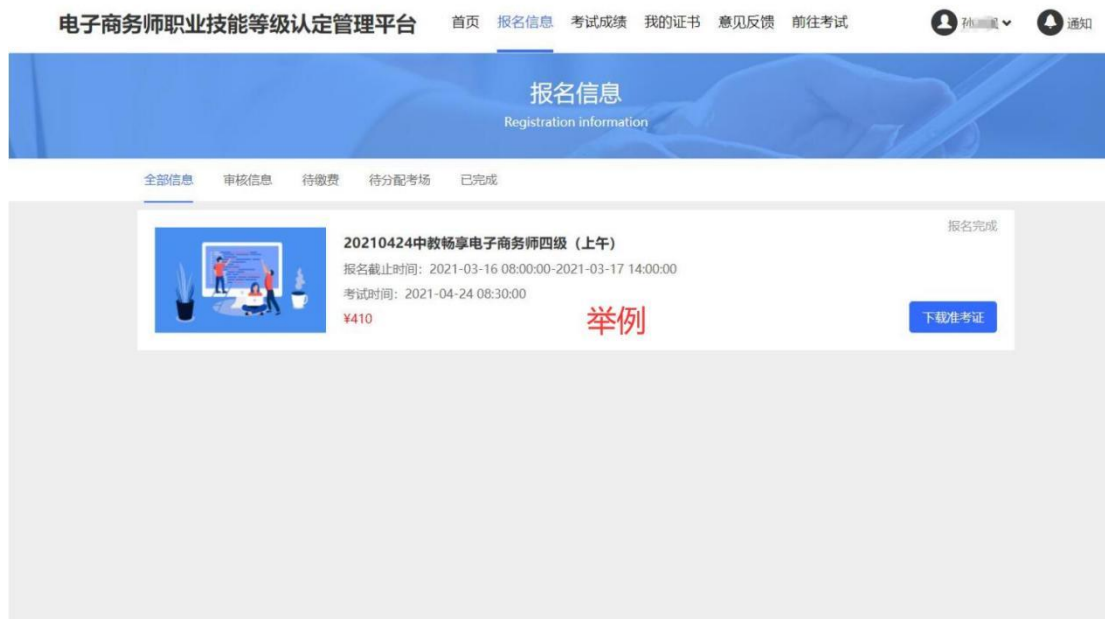 电子商务师职业技能等级认定管理平台 首页 报名信息 考试成绩 我的证书 意见反馈 前往考试 通知
报名信息
Registration information
全部信息 审核信息 待缴费 待分配考场 已完成
报名完成
20210424中教畅享电子商务师四级（上午）
报名截止时间：2021-03-16 08:00:00-2021-03-17 14:00:00
考试时间：2021-04-24 08:30:00
¥410
举例
下载准考证